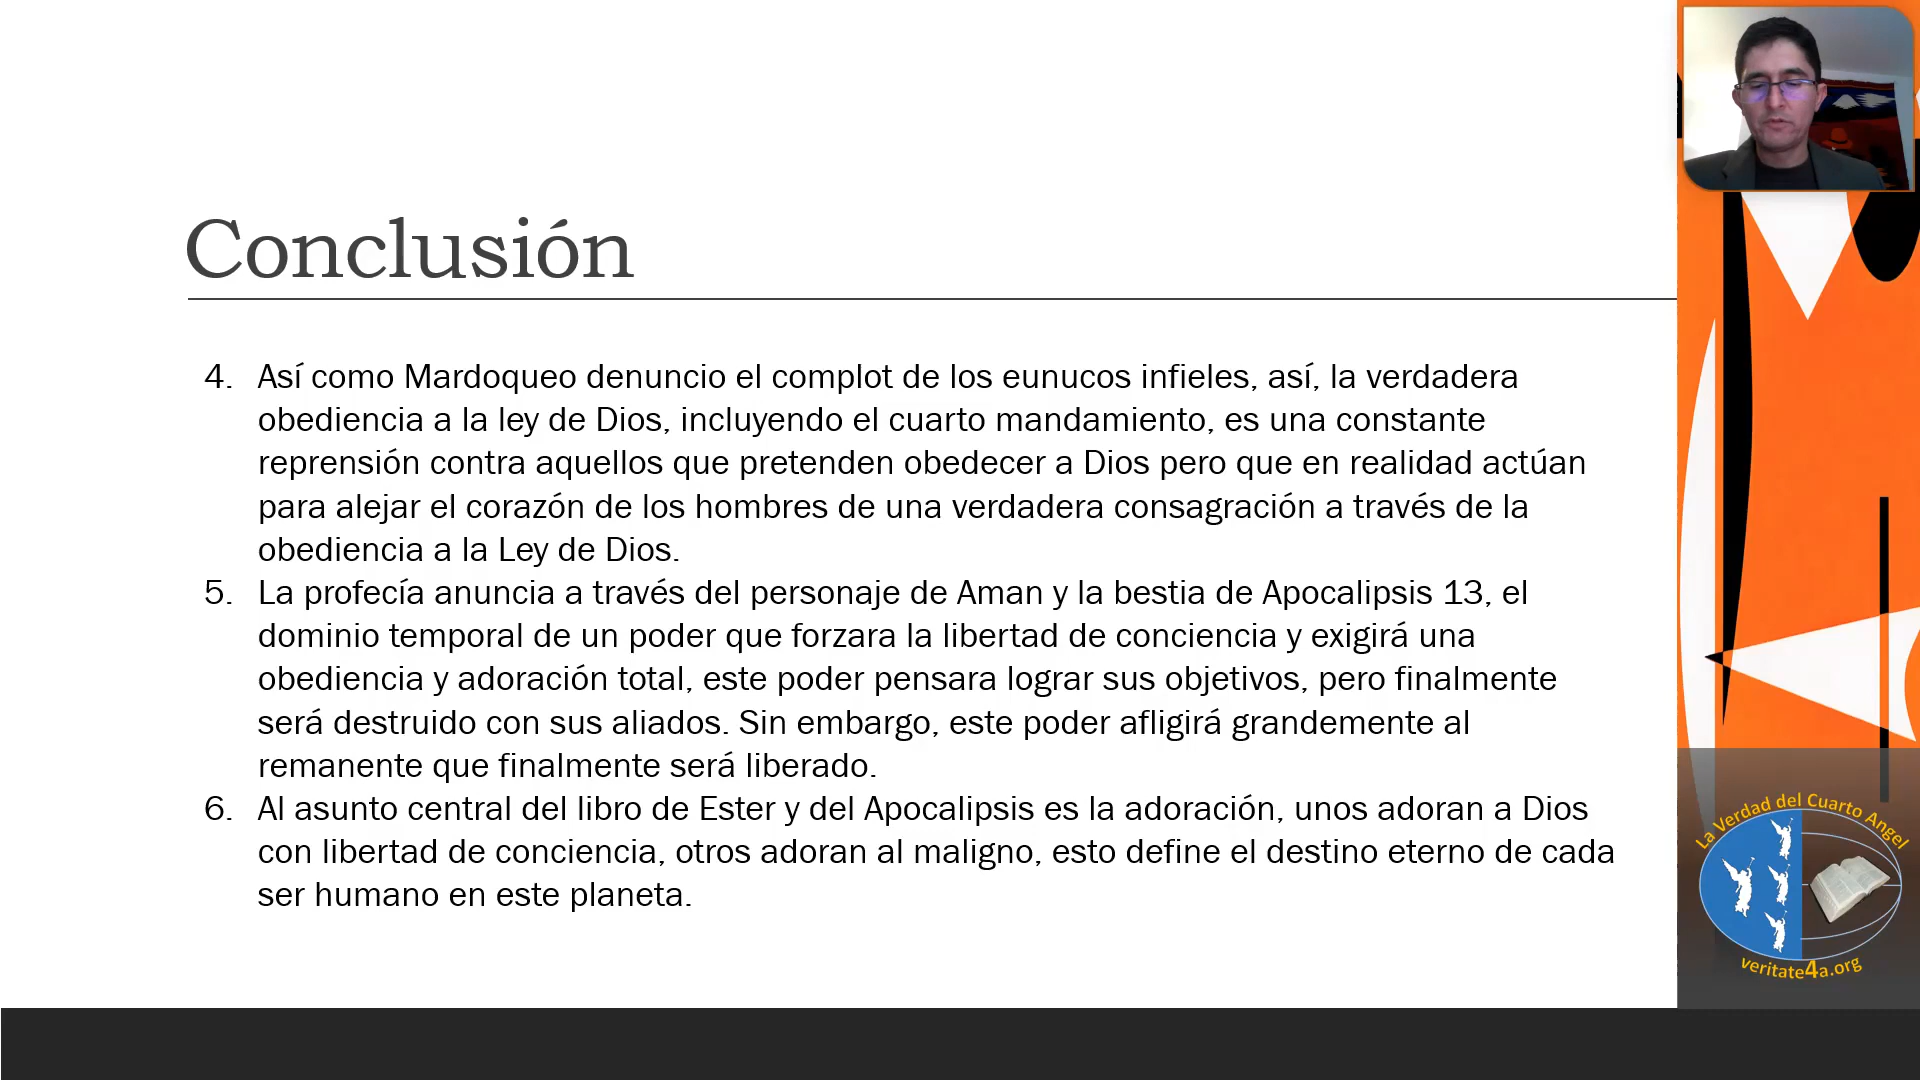 Conclusión
4. Así como Mardoqueo denuncio el complot de los eunucos infieles, así, la verdadera
obediencia a la ley de Dios, incluyendo el cuarto mandamiento, es una constante
reprensión contra aquellos que pretenden obedecer a Dios pero que en realidad actúan
para alejar el corazón de los hombres de una verdadera consagración a través de la
obediencia a la Ley de Dios.
5. La profecía anuncia a través del personaje de Aman y la bestia de Apocalipsis 13, el
dominio temporal de un poder que forzara la libertad de conciencia y exigirá una
obediencia y adoración total, este poder pensara lograr sus objetivos, pero finalmente
será destruido con sus aliados. Sin embargo, este poder afligirá grandemente al
remanente que finalmente será liberado.
6. Al asunto central del libro de Ester y del Apocalipsis es la adoración, unos adoran a Dios
con libertad de conciencia, otros adoran al maligno, esto define el destino eterno de cada
ser humano en este planeta.
La Verdad del Cuarto Angel
veritate4a.org